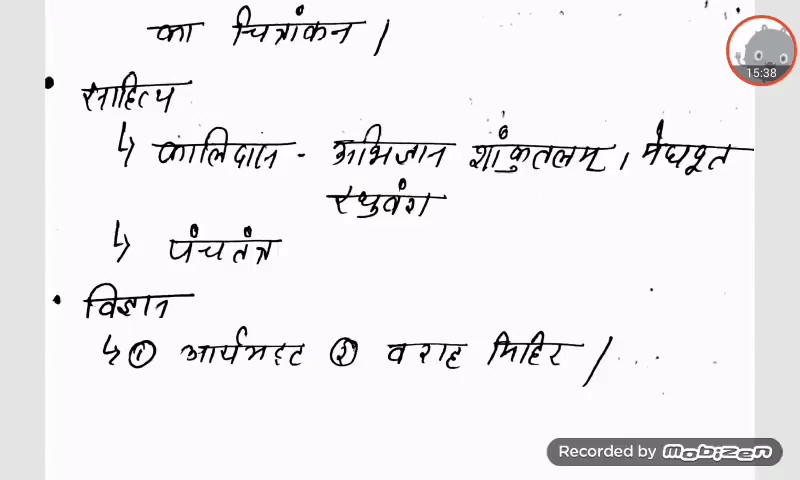 का चित्रांकन /
• साहित्य
↳ कालिदास - अभिज्ञान शांकुतलम्, मेघदूत
रघुवंश
↳ पंचतंत्र
• विज्ञान
↳ ① आर्यभट्ट ② वराह मिहिर /
15:38
Recorded by Mobizen